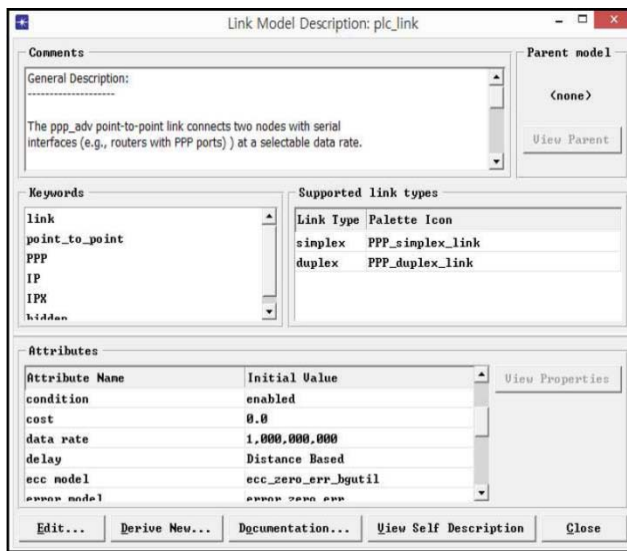 Link Model Description: plc_link
Comments
General Description:
--------------------
The ppp_adv point-to-point link connects two nodes with serial
interfaces (e.g., routers with PPP ports) ) at a selectable data rate.
Parent model
<none>
View Parent
Keywords
link
point_to_point
PPP
IP
IPX
hidden
Supported link types
Link Type Palette Icon
simplex PPP_simplex_link
duplex PPP_duplex_link
Attributes
Attribute Name Initial Value
condition enabled
cost 0.0
data rate 1,000,000,000
delay Distance Based
ecc model ecc_zero_err_bgutil
error model error_zero_err
View Properties
Edit... Derive New... Documentation... View Self Description Close